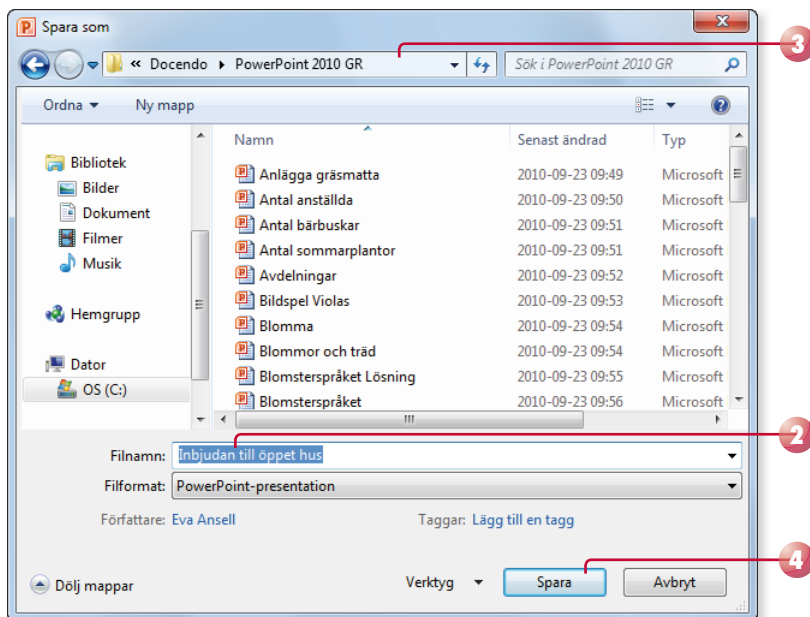 Spara som
« Docendo PowerPoint 2010 GR Sök i PowerPoint 2010 GR
3
Ordna Ny mapp
Namn Senast ändrad Typ
Bibliotek
Bilder
Dokument
Filmer
Musik
Hemgrupp
Dator
OS (C:)
Anlägga gräsmatta 2010-09-23 09:49 Microsoft
Antal anställda 2010-09-23 09:50 Microsoft
Antal bärbuskar 2010-09-23 09:51 Microsoft
Antal sommarplantor 2010-09-23 09:51 Microsoft
Avdelningar 2010-09-23 09:52 Microsoft
Bildspel Violas 2010-09-23 09:53 Microsoft
Blomma 2010-09-23 09:54 Microsoft
Blommor och träd 2010-09-23 09:54 Microsoft
Blomsterspråket Lösning 2010-09-23 09:55 Microsoft
Blomsterspråket 2010-09-23 09:56 Microsoft
2
Filnamn: Inbjudan till öppet hus
Filformat: PowerPoint-presentation
Författare: Eva Ansell Taggar: Lägg till en tagg
4
Dölj mappar Verktyg Spara Avbryt